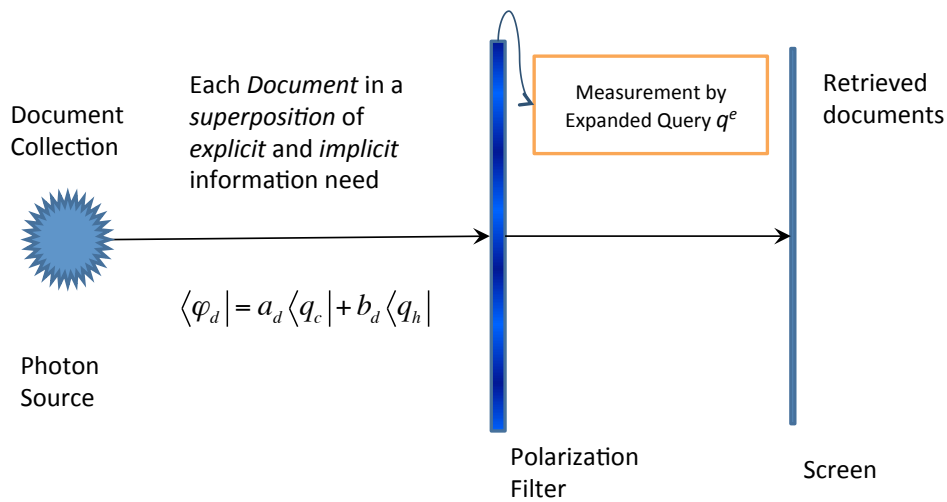 Document
Collection
Each Document in a
superposition of
explicit and implicit
information need
Measurement by
Expanded Query qᵉ
Retrieved
documents
⟨φ_d| = a_d ⟨q_c| + b_d ⟨q_h|
Photon
Source
Polarization
Filter
Screen